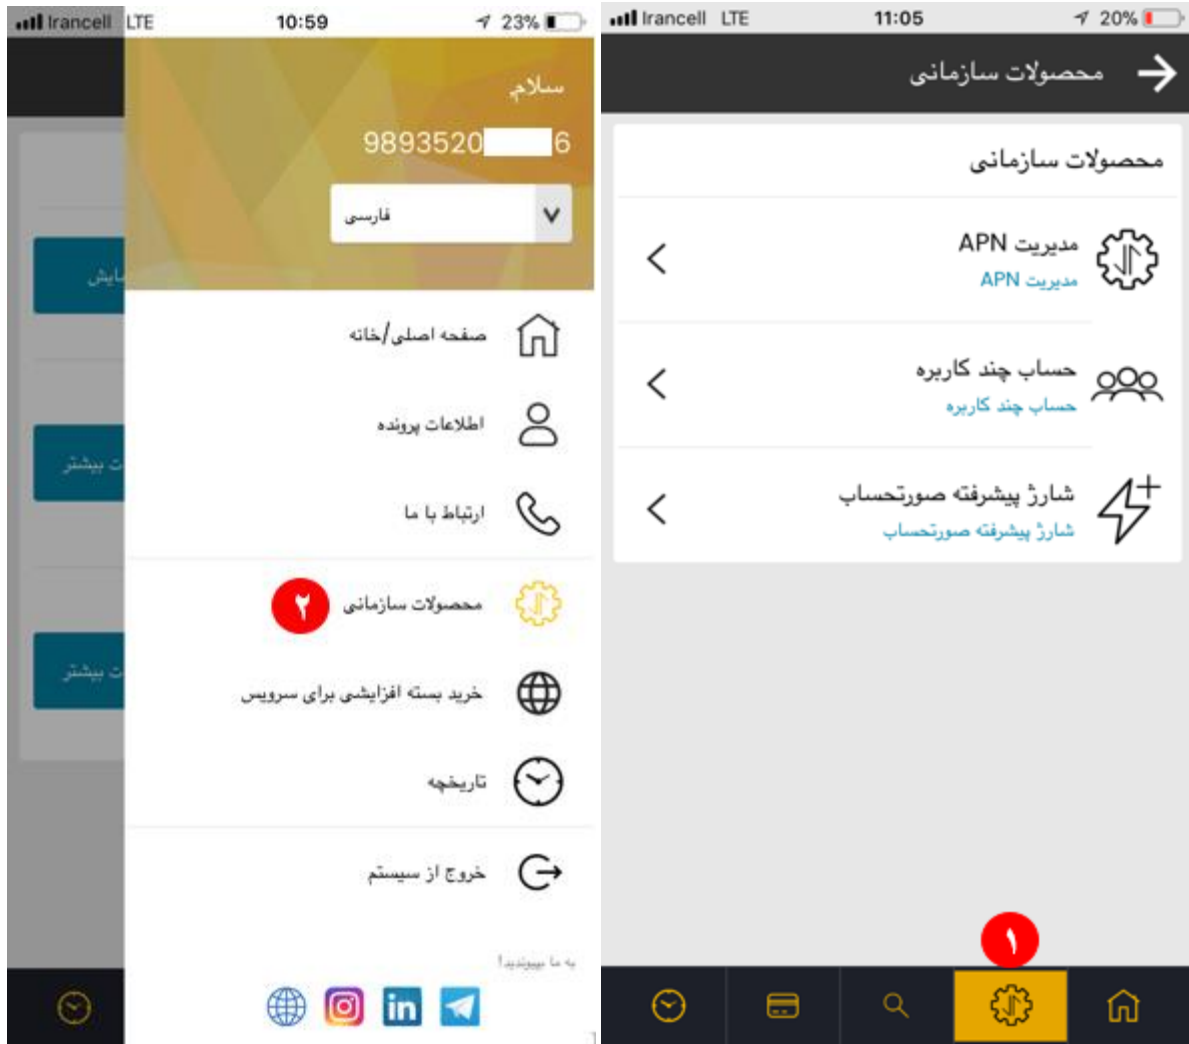 Irancell LTE 10:59 23%
سلام,
9893520 6
فارسی
صفحه اصلی/خانه
اطلاعات پرونده
ارتباط با ما
محصولات سازمانی
۲
خرید بسته افزایشی برای سرویس
تاریخچه
خروج از سیستم
به ما بپیوندید!
ت بیشتر
ت بیشتر
Irancell LTE 11:05 20%
محصولات سازمانی
محصولات سازمانی
مدیریت APN
مدیریت APN
حساب چند کاربره
حساب چند کاربره
شارژ پیشرفته صورتحساب
شارژ پیشرفته صورتحساب
۱